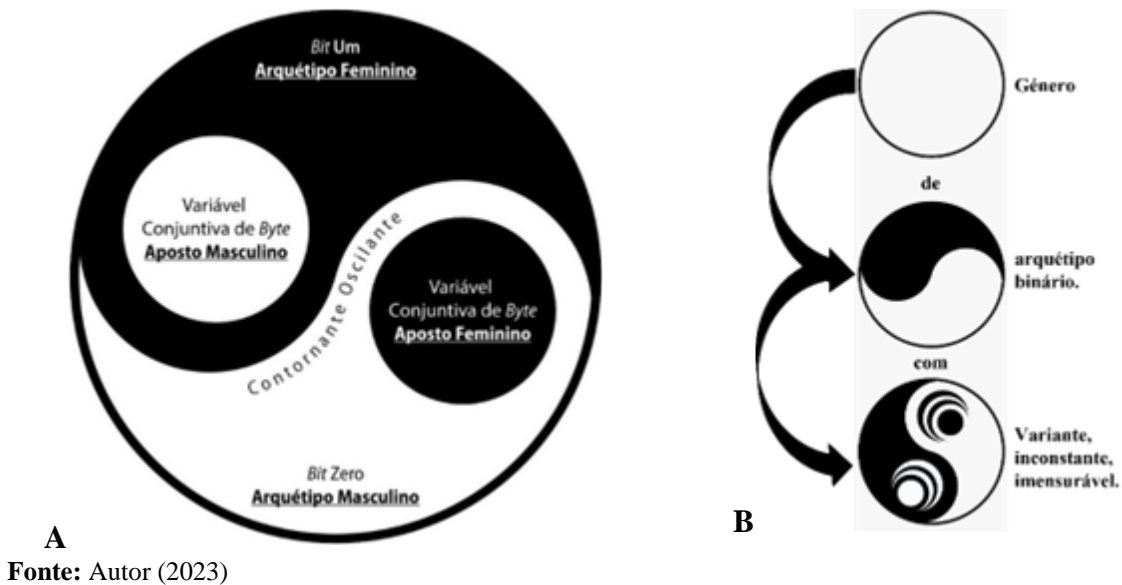 Bit Um
Arquétipo Feminino
Variável
Conjuntiva de Byte
Aposto Masculino
Contornante Oscilante
Variável
Conjuntiva de Byte
Aposto Feminino
Bit Zero
Arquétipo Masculino
A
Gênero
de
arquétipo
binário.
com
Variante,
inconstante,
imensurável.
B
Fonte: Autor (2023)